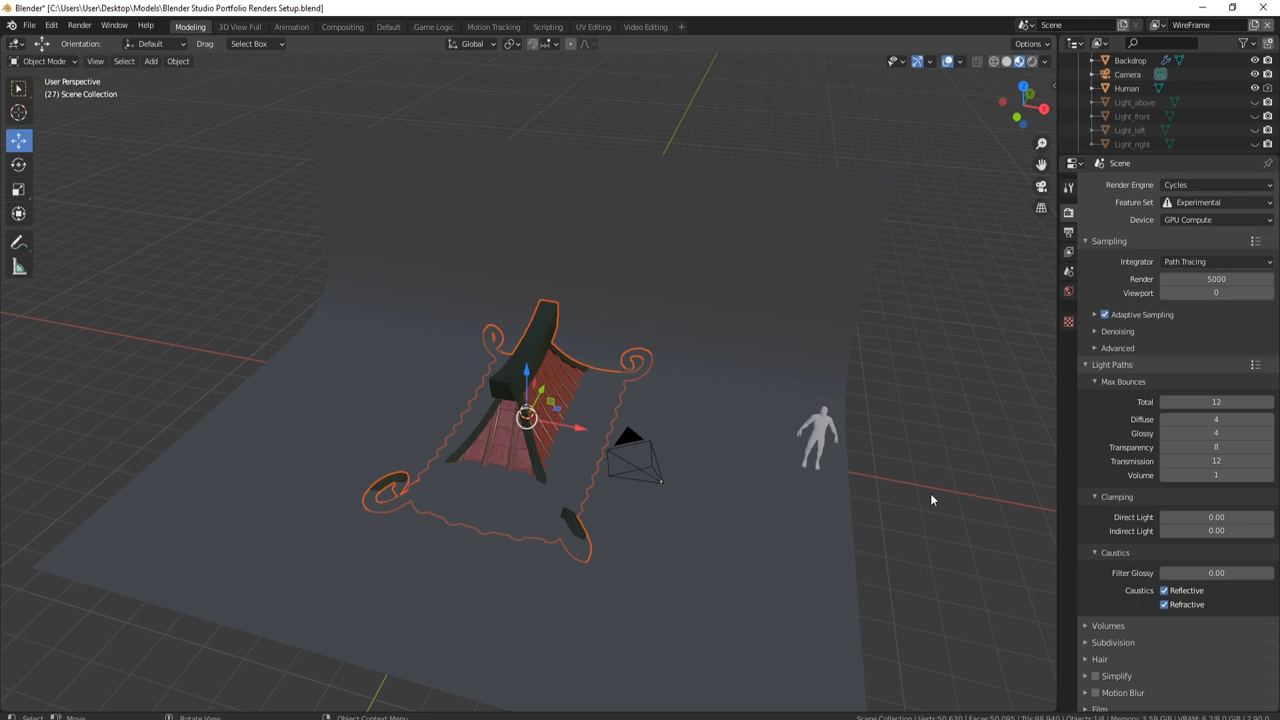 Blender* [C:\Users\User\Desktop\Models\Blender Studio Portfolio Renders Setup.blend]
File Edit Render Window Help Modeling 3D View Full Animation Compositing Default Game Logic Motion Tracking Scripting UV Editing Video Editing + Scene WireFrame
Orientation: Default Drag: Select Box Global Options
Object Mode View Select Add Object
User Perspective
(27) Scene Collection
X
Y
Z
Backdrop
Camera
Human
Light_above
Light_front
Light_left
Light_right
Scene
Render Engine Cycles
Feature Set Experimental
Device GPU Compute
Sampling
Integrator Path Tracing
Render 5000
Viewport 0
Adaptive Sampling
Denoising
Advanced
Light Paths
Max Bounces
Total 12
Diffuse 4
Glossy 4
Transparency 8
Transmission 12
Volume 1
Clamping
Direct Light 0.00
Indirect Light 0.00
Caustics
Filter Glossy 0.00
Caustics Reflective
Refractive
Volumes
Subdivision
Hair
Simplify
Motion Blur
Film
Select Move Rotate View Object Context Menu